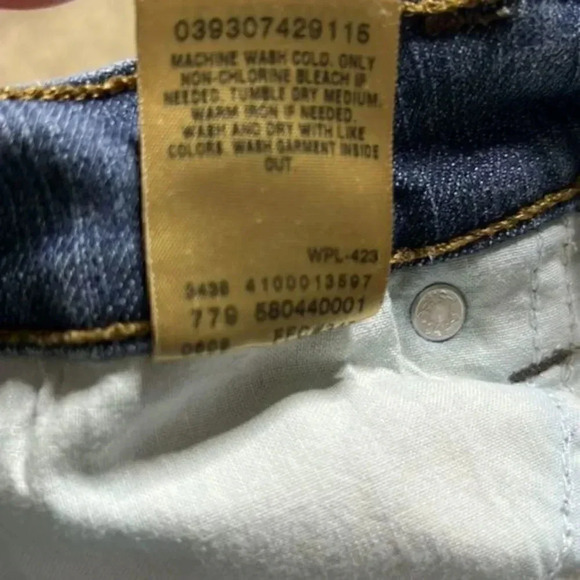 039307429115
MACHINE WASH COLD. ONLY
NON-CHLORINE BLEACH IF
NEEDED. TUMBLE DRY MEDIUM.
WARM IRON IF NEEDED.
WASH AND DRY WITH LIKE
COLORS. WASH GARMENT INSIDE
OUT
WPL-423
3438 4100013597
779 580440001